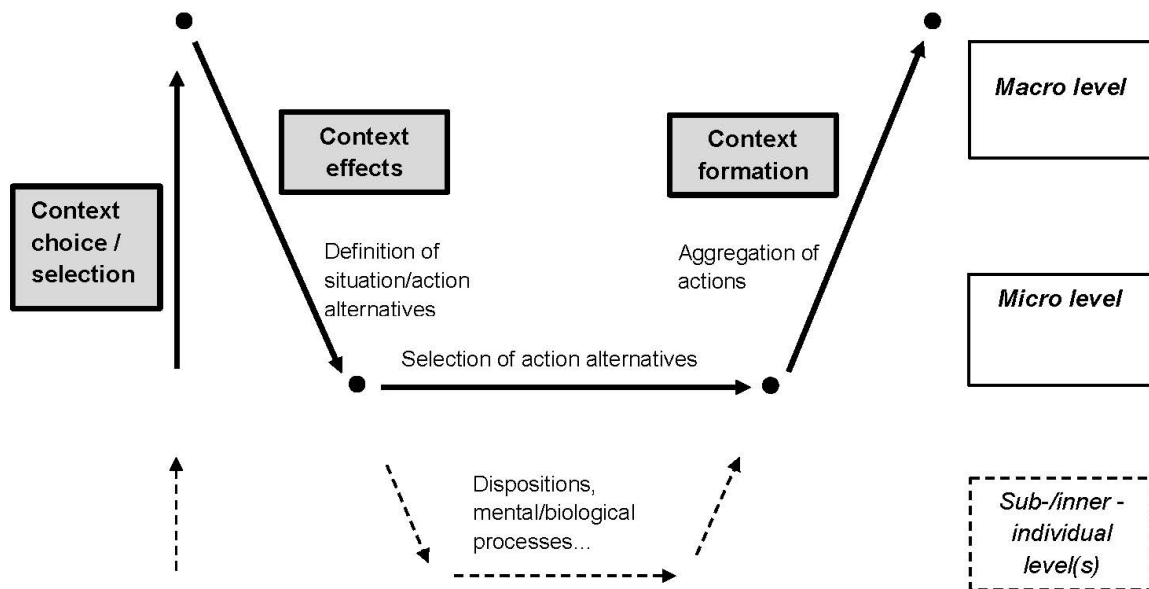 Context
effects
Context
formation
Macro level
Context
choice /
selection
Definition of
situation/action
alternatives
Aggregation of
actions
Micro level
Selection of action alternatives
Dispositions,
mental/biological
processes...
Sub-/inner -
individual
level(s)